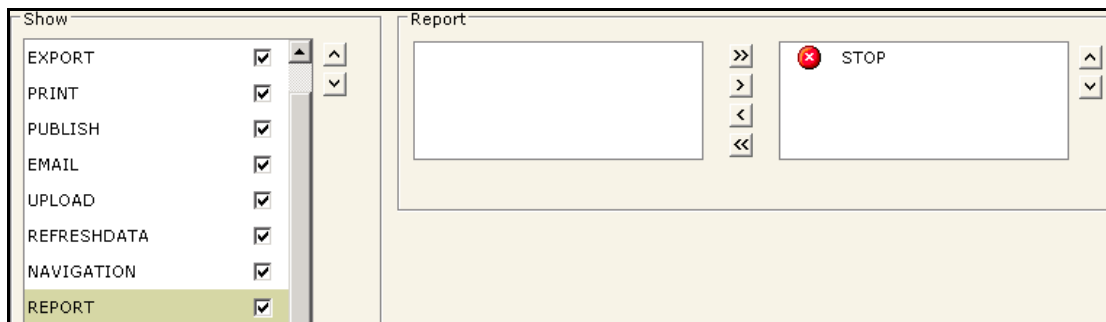 Show
EXPORT
PRINT
PUBLISH
EMAIL
UPLOAD
REFRESHDATA
NAVIGATION
REPORT
Report
>>
>
<
<<
STOP